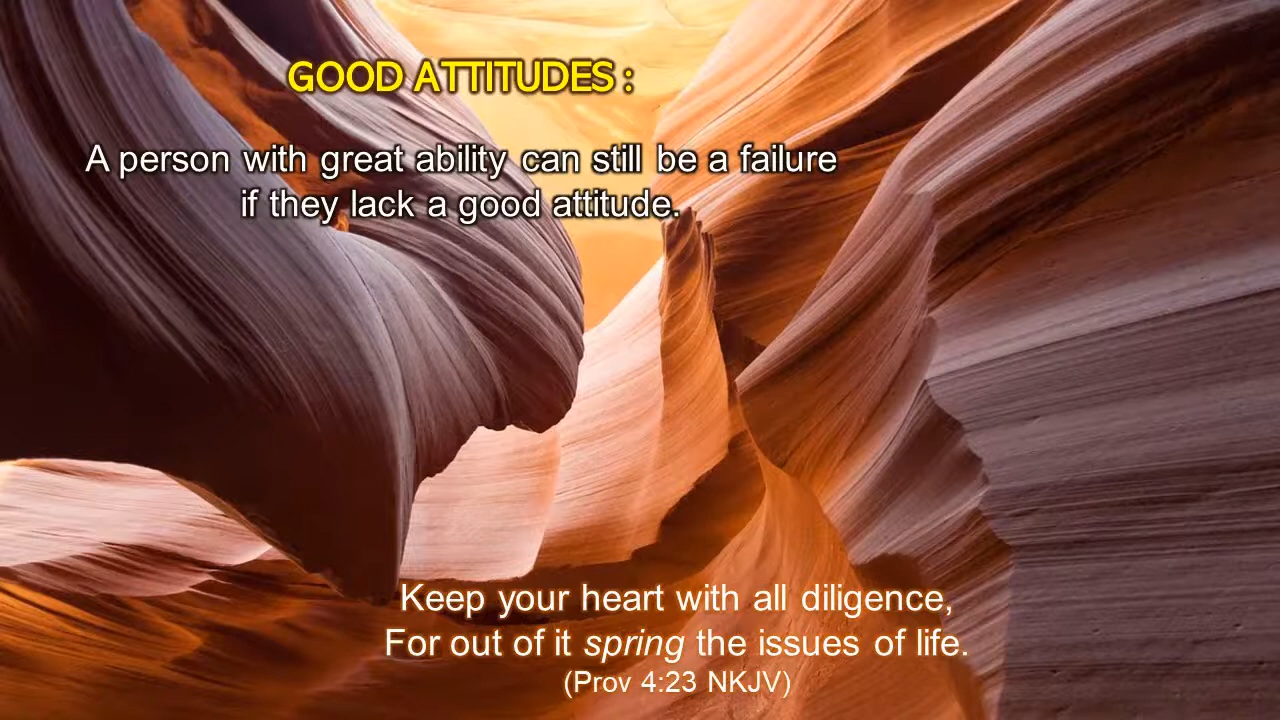 GOOD ATTITUDES :
A person with great ability can still be a failure
if they lack a good attitude.
Keep your heart with all diligence,
For out of it spring the issues of life.
(Prov 4:23 NKJV)